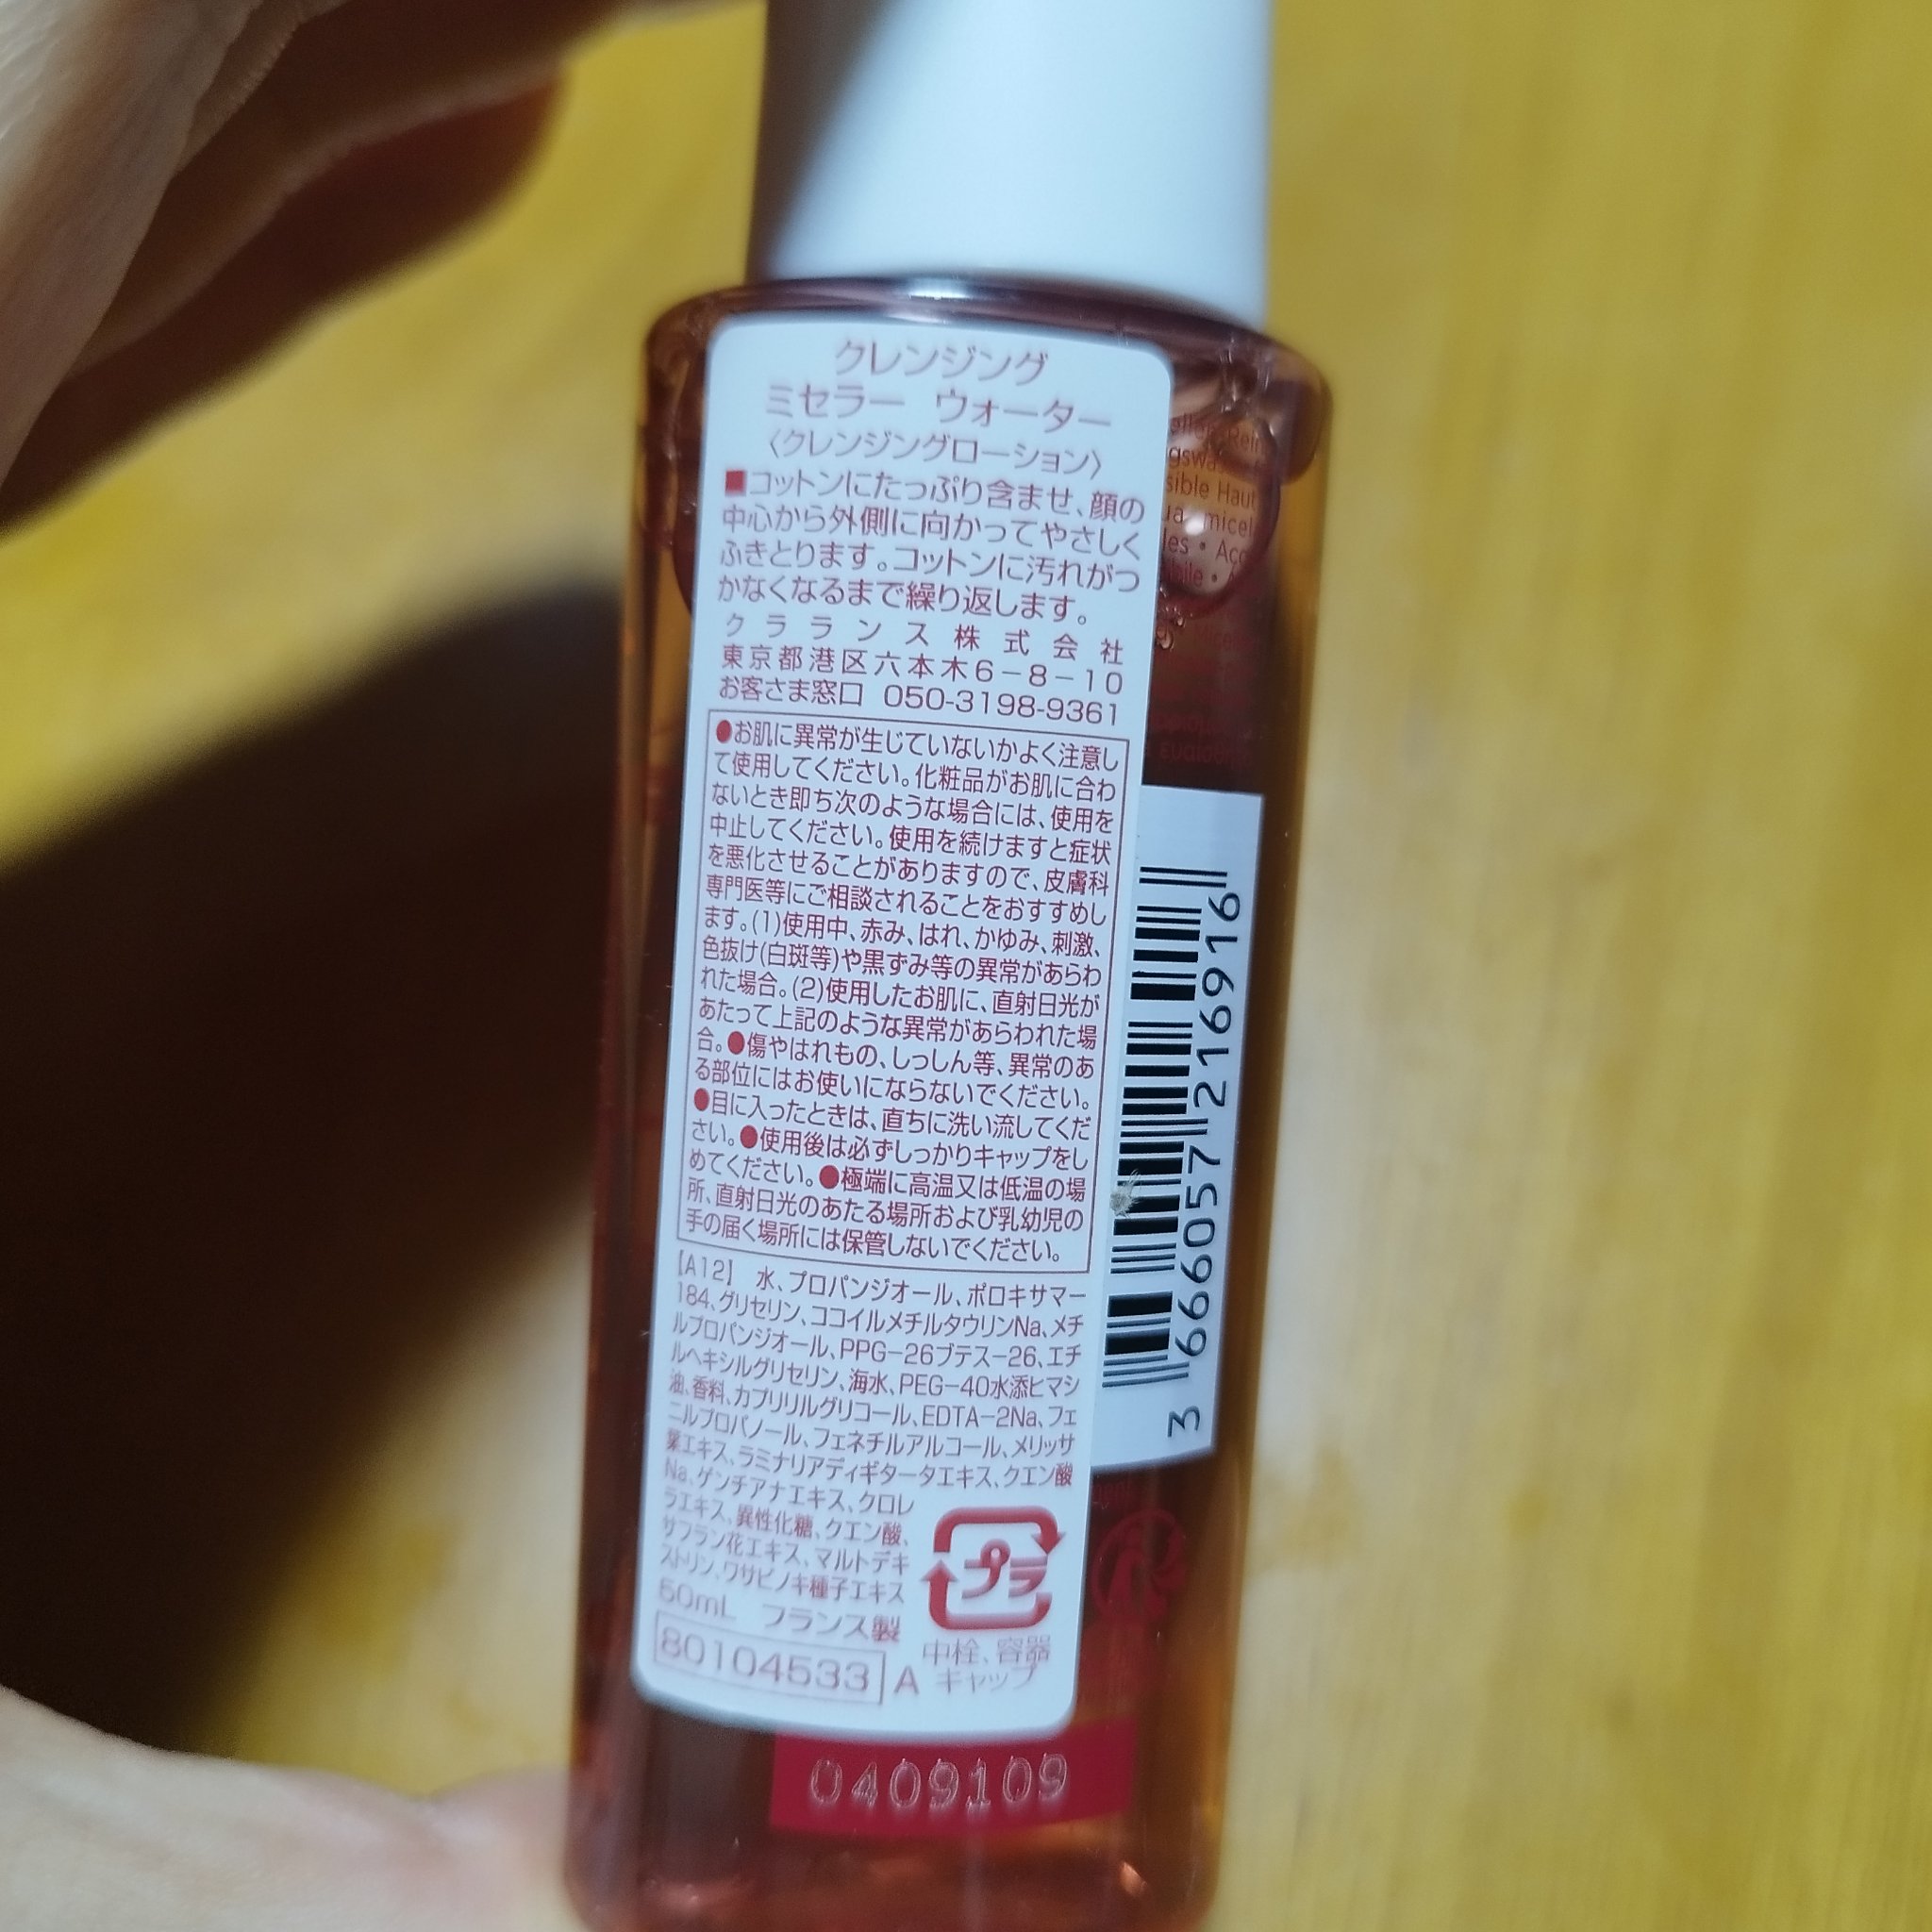 クレンジング
ミセラー ウォーター
〈クレンジングローション〉
■コットンにたっぷり含ませ、顔の
中心から外側に向かってやさしく
ふきとります。コットンに汚れがつ
かなくなるまで繰り返します。
クラランス株式会社
東京都港区六本木6-8-10
お客さま窓口 050-3198-9361
●お肌に異常が生じていないかよく注意し
て使用してください。化粧品がお肌に合わ
ないとき即ち次のような場合には、使用を
中止してください。使用を続けますと症状
を悪化させることがありますので、皮膚科
専門医等にご相談されることをおすすめし
ます。(1)使用中、赤み、はれ、かゆみ、刺激、
色抜け(白斑等)や黒ずみ等の異常があらわ
れた場合。(2)使用したお肌に、直射日光が
あたって上記のような異常があらわれた場
合。●傷やはれもの、しっしん等、異常のあ
る部位にはお使いにならないでください。
●目に入ったときは、直ちに洗い流してくだ
さい。●使用後は必ずしっかりキャップをし
めてください。●極端に高温又は低温の場
所、直射日光のあたる場所および乳幼児の
手の届く場所には保管しないでください。
[A12] 水、プロパンジオール、ポロキサマー
184、グリセリン、ココイルメチルタウリンNa、メチ
ルプロパンジオール、PPG-26ブテス-26、エチ
ルヘキシルグリセリン、海水、PEG-40水添ヒマシ
油、香料、カプリリルグリコール、EDTA-2Na、フェ
ニルプロパノール、フェネチルアルコール、メリッサ
葉エキス、ラミナリアディギタータエキス、クエン酸
Na、ゲンチアナエキス、クロレ
ラエキス、異性化糖、クエン酸、
サフラン花エキス、マルトデキ
ストリン、ワサビノキ種子エキス
50mL フランス製
80104533 A
プラ
中栓、容器
キャップ
3 666057 216916
0409109
sible Haut
micel